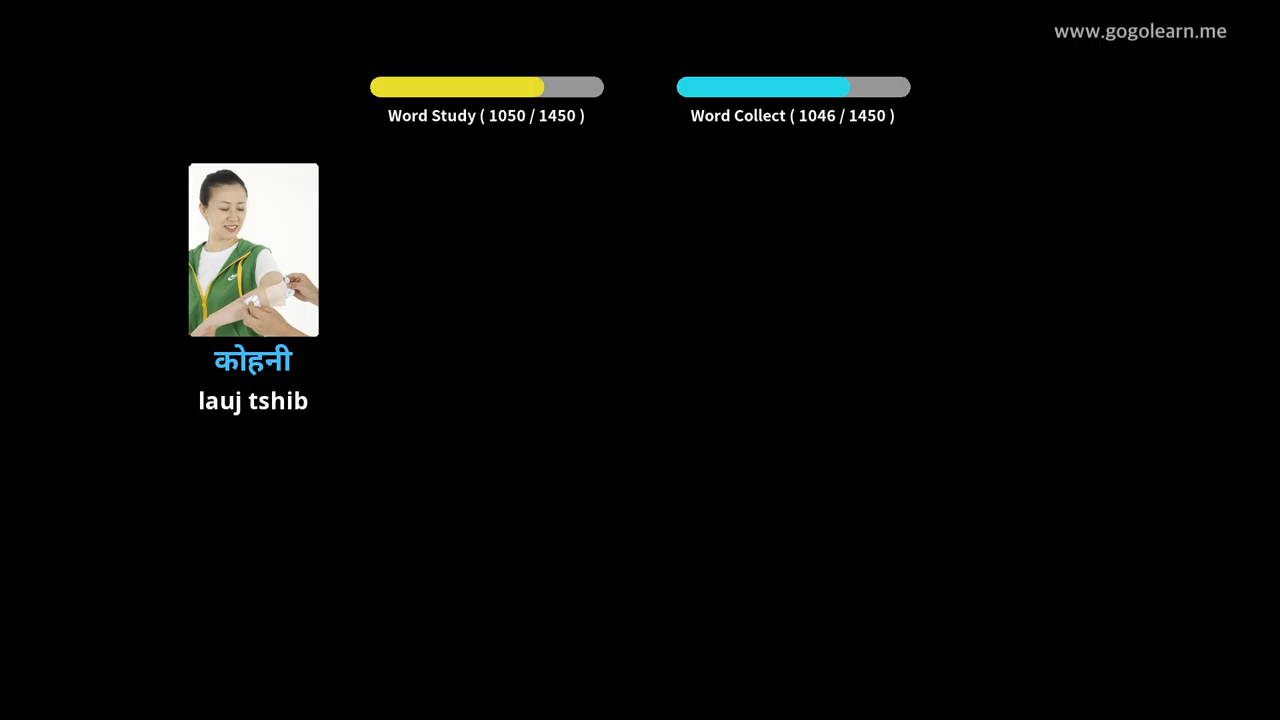 www.gogolearn.me
Word Study ( 1050 / 1450 )
Word Collect ( 1046 / 1450 )
कोहनी
lauj tshib